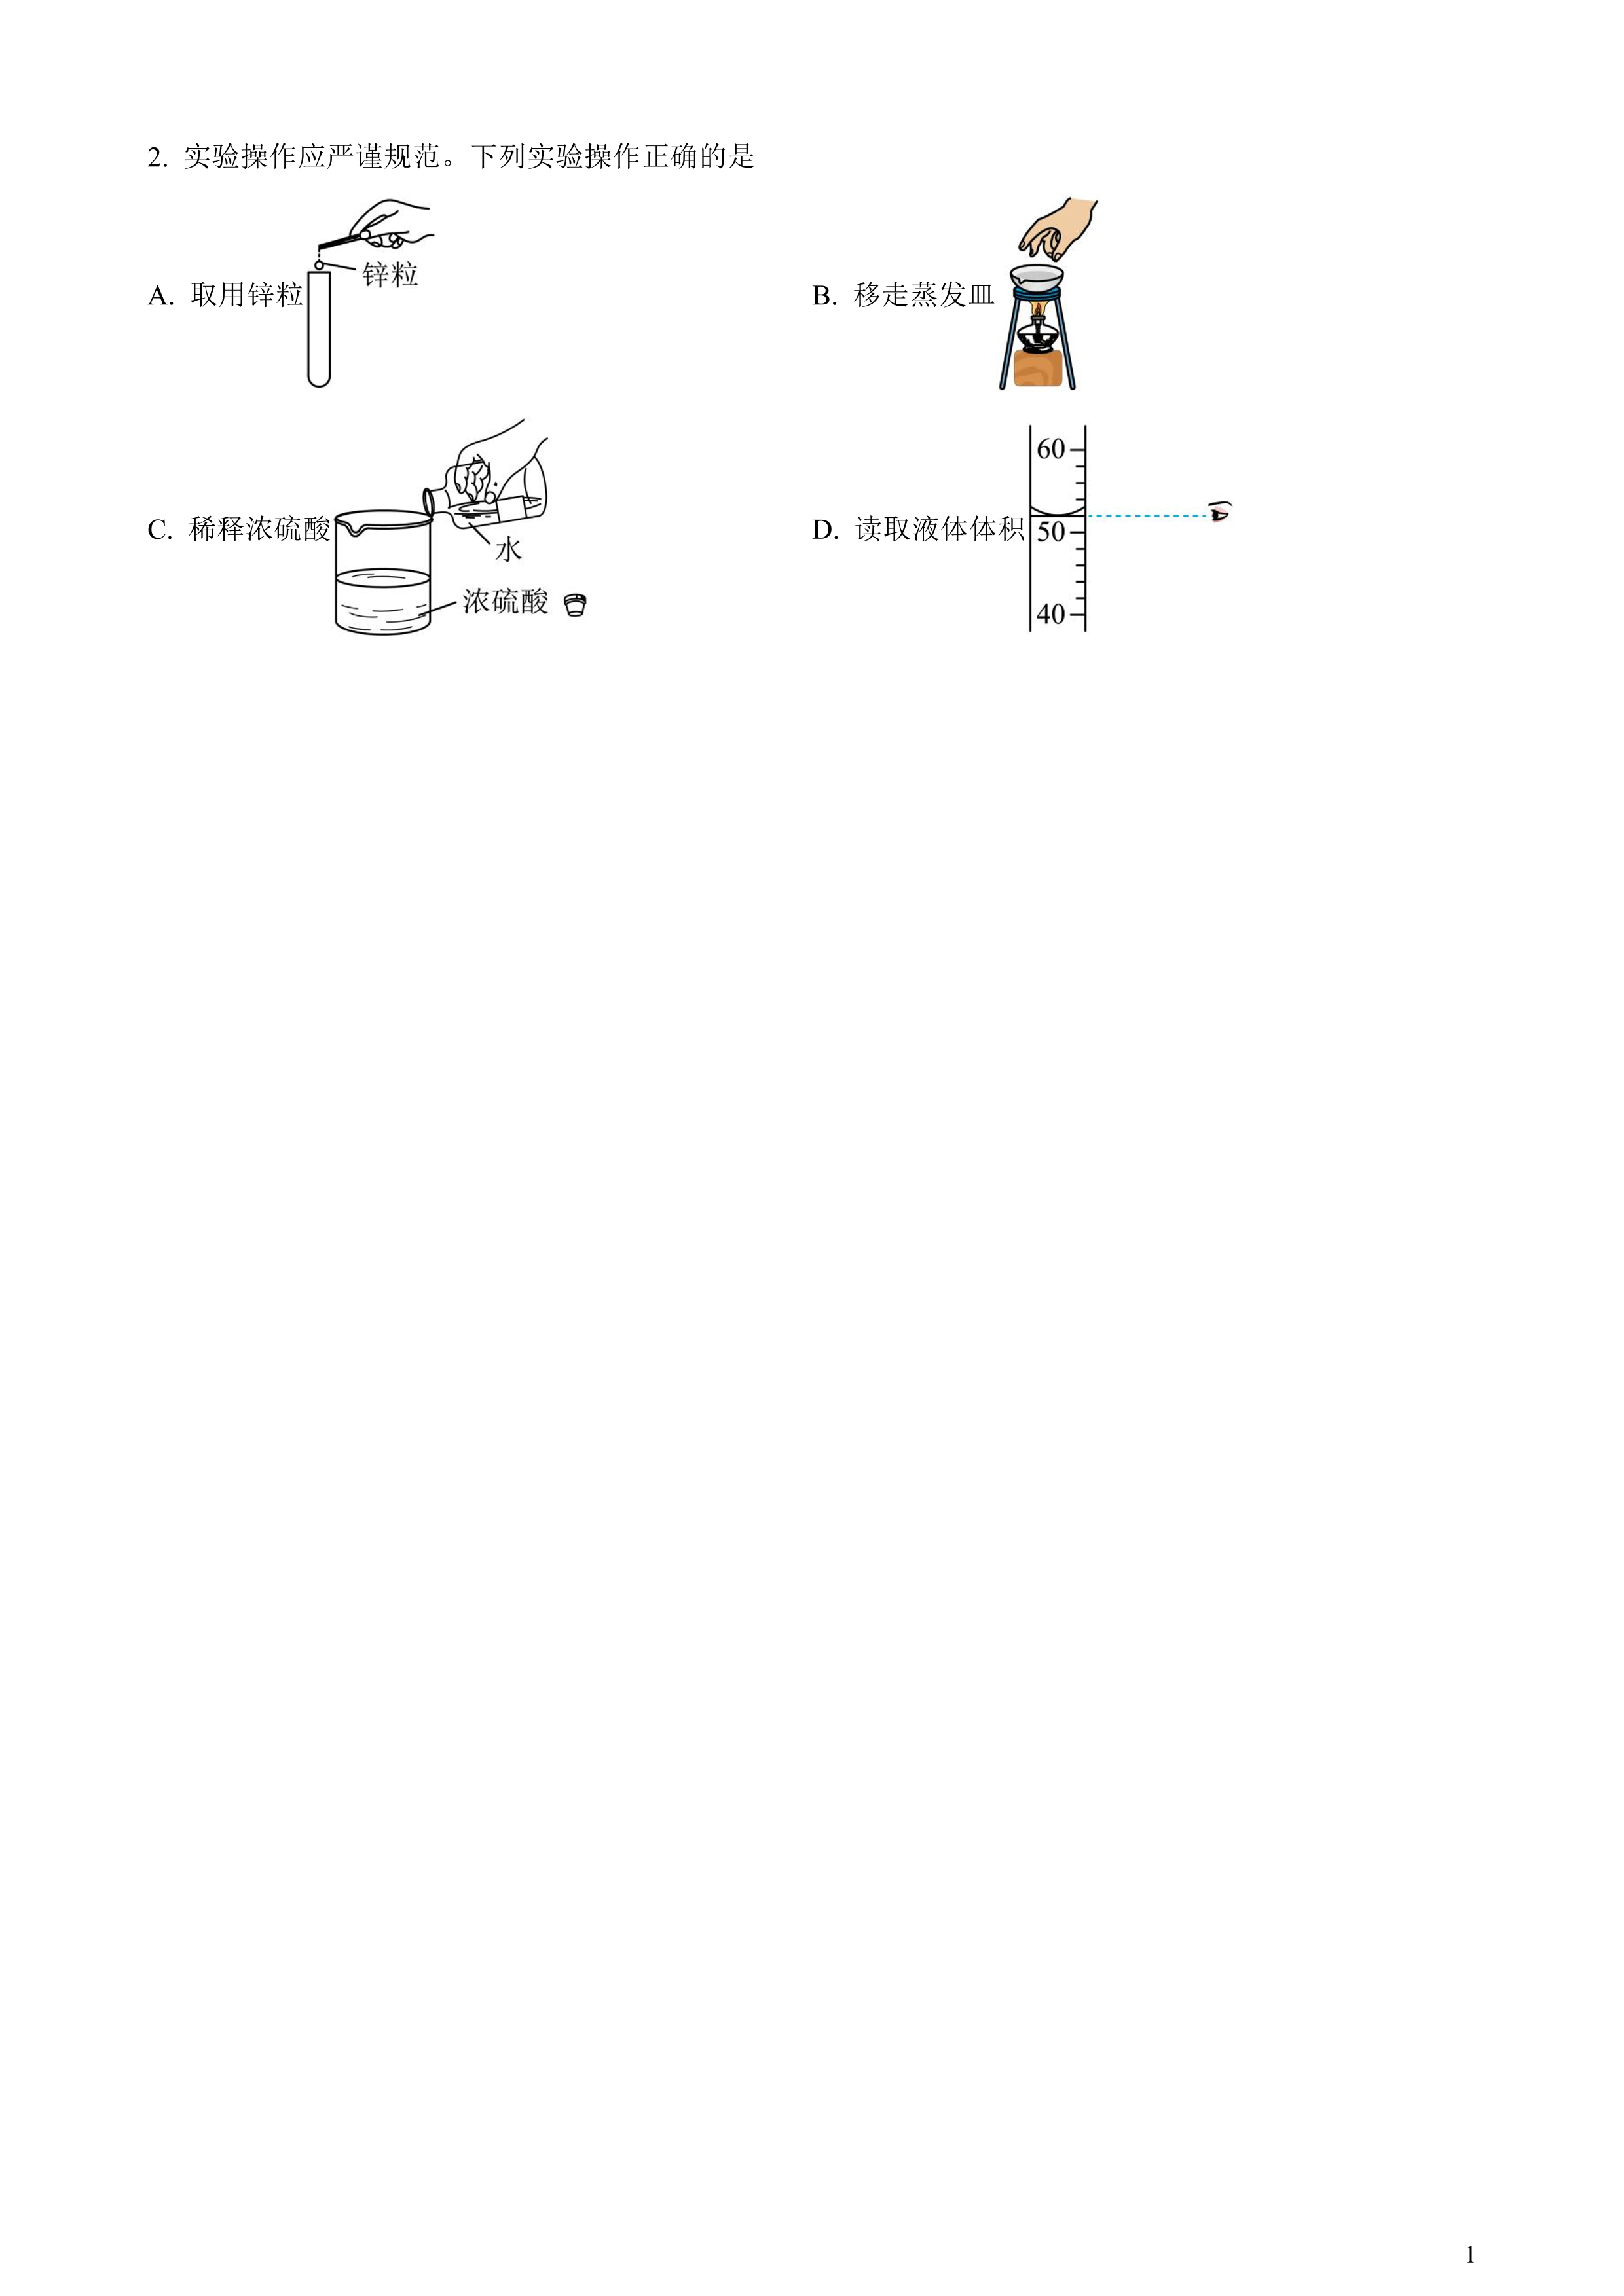 2. 实验操作应严谨规范。下列实验操作正确的是
A. 取用锌粒
锌粒
B. 移走蒸发皿
C. 稀释浓硫酸
水
浓硫酸
D. 读取液体体积
60
50
40
1